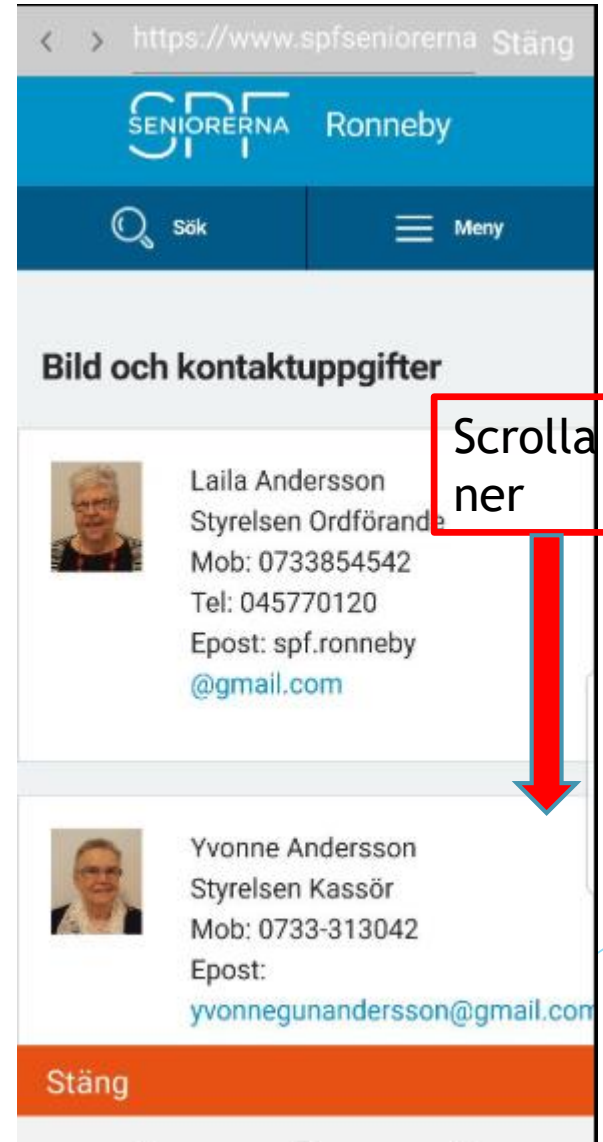 < > https://www.spfseniorerna Stäng
SPF
SENIORERNA Ronneby
Sök Meny
Bild och kontaktuppgifter
Scrolla
ner
Laila Andersson
Styrelsen Ordförande
Mob: 0733854542
Tel: 045770120
Epost: spf.ronneby
@gmail.com
Yvonne Andersson
Styrelsen Kassör
Mob: 0733-313042
Epost:
yvonnegunandersson@gmail.com
Stäng